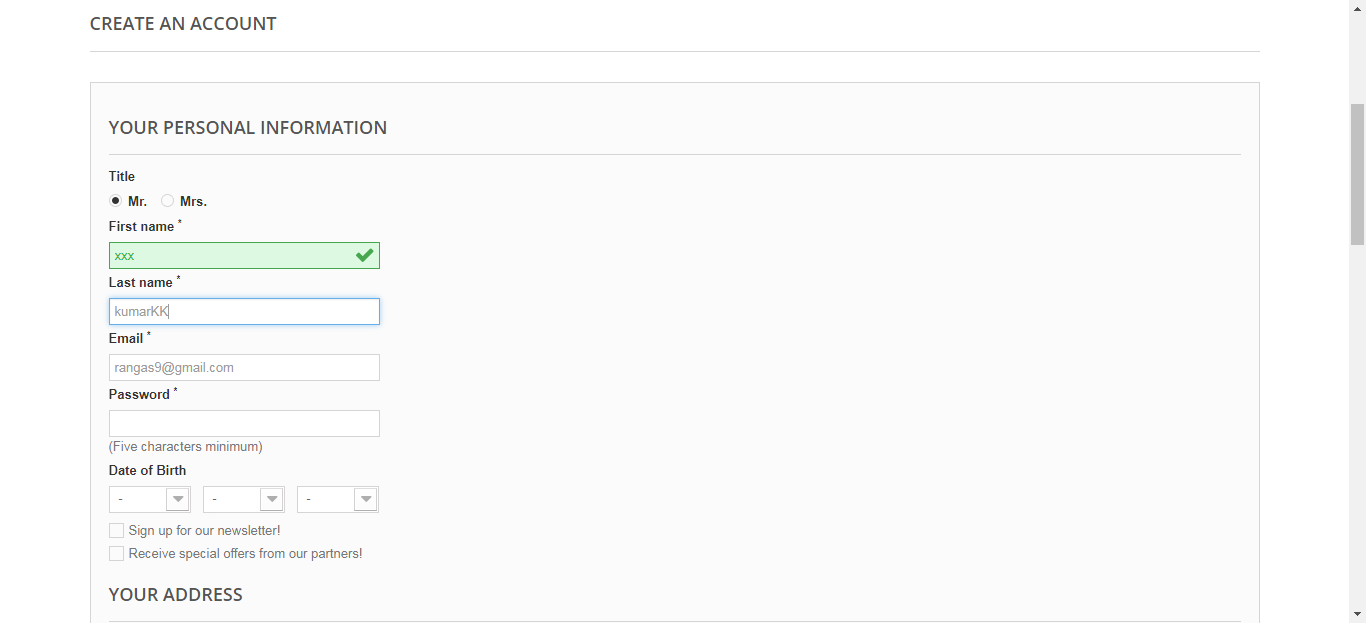 CREATE AN ACCOUNT
YOUR PERSONAL INFORMATION
Title
Mr. Mrs.
First name *
xxx
Last name *
kumarKK
Email *
rangas9@gmail.com
Password *
(Five characters minimum)
Date of Birth
- - -
Sign up for our newsletter!
Receive special offers from our partners!
YOUR ADDRESS